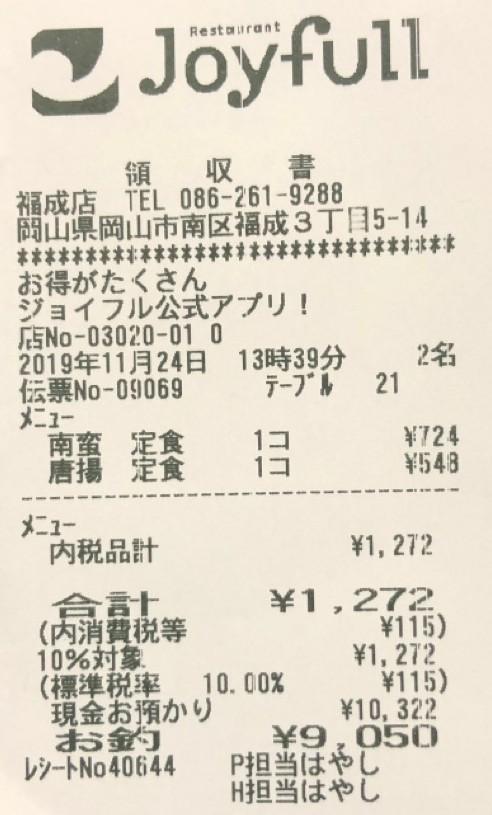 Restaurant
Joyfull
領 収 書
福成店 TEL 086-261-9288
岡山県岡山市南区福成3丁目5-14
************************************
お得がたくさん
ジョイフル公式アプリ!
店No-03020-01 0
2019年11月24日 13時39分 2名
伝票No-09069 テーブル 21
メニュー
南蛮 定食 1コ ¥724
唐揚 定食 1コ ¥548
メニュー
内税品計 ¥1,272
合計 ¥1,272
(内消費税等 ¥115)
10%対象 ¥1,272
(標準税率 10.00% ¥115)
現金お預かり ¥10,322
お釣 ¥9,050
レシートNo40644 P担当はやし
H担当はやし